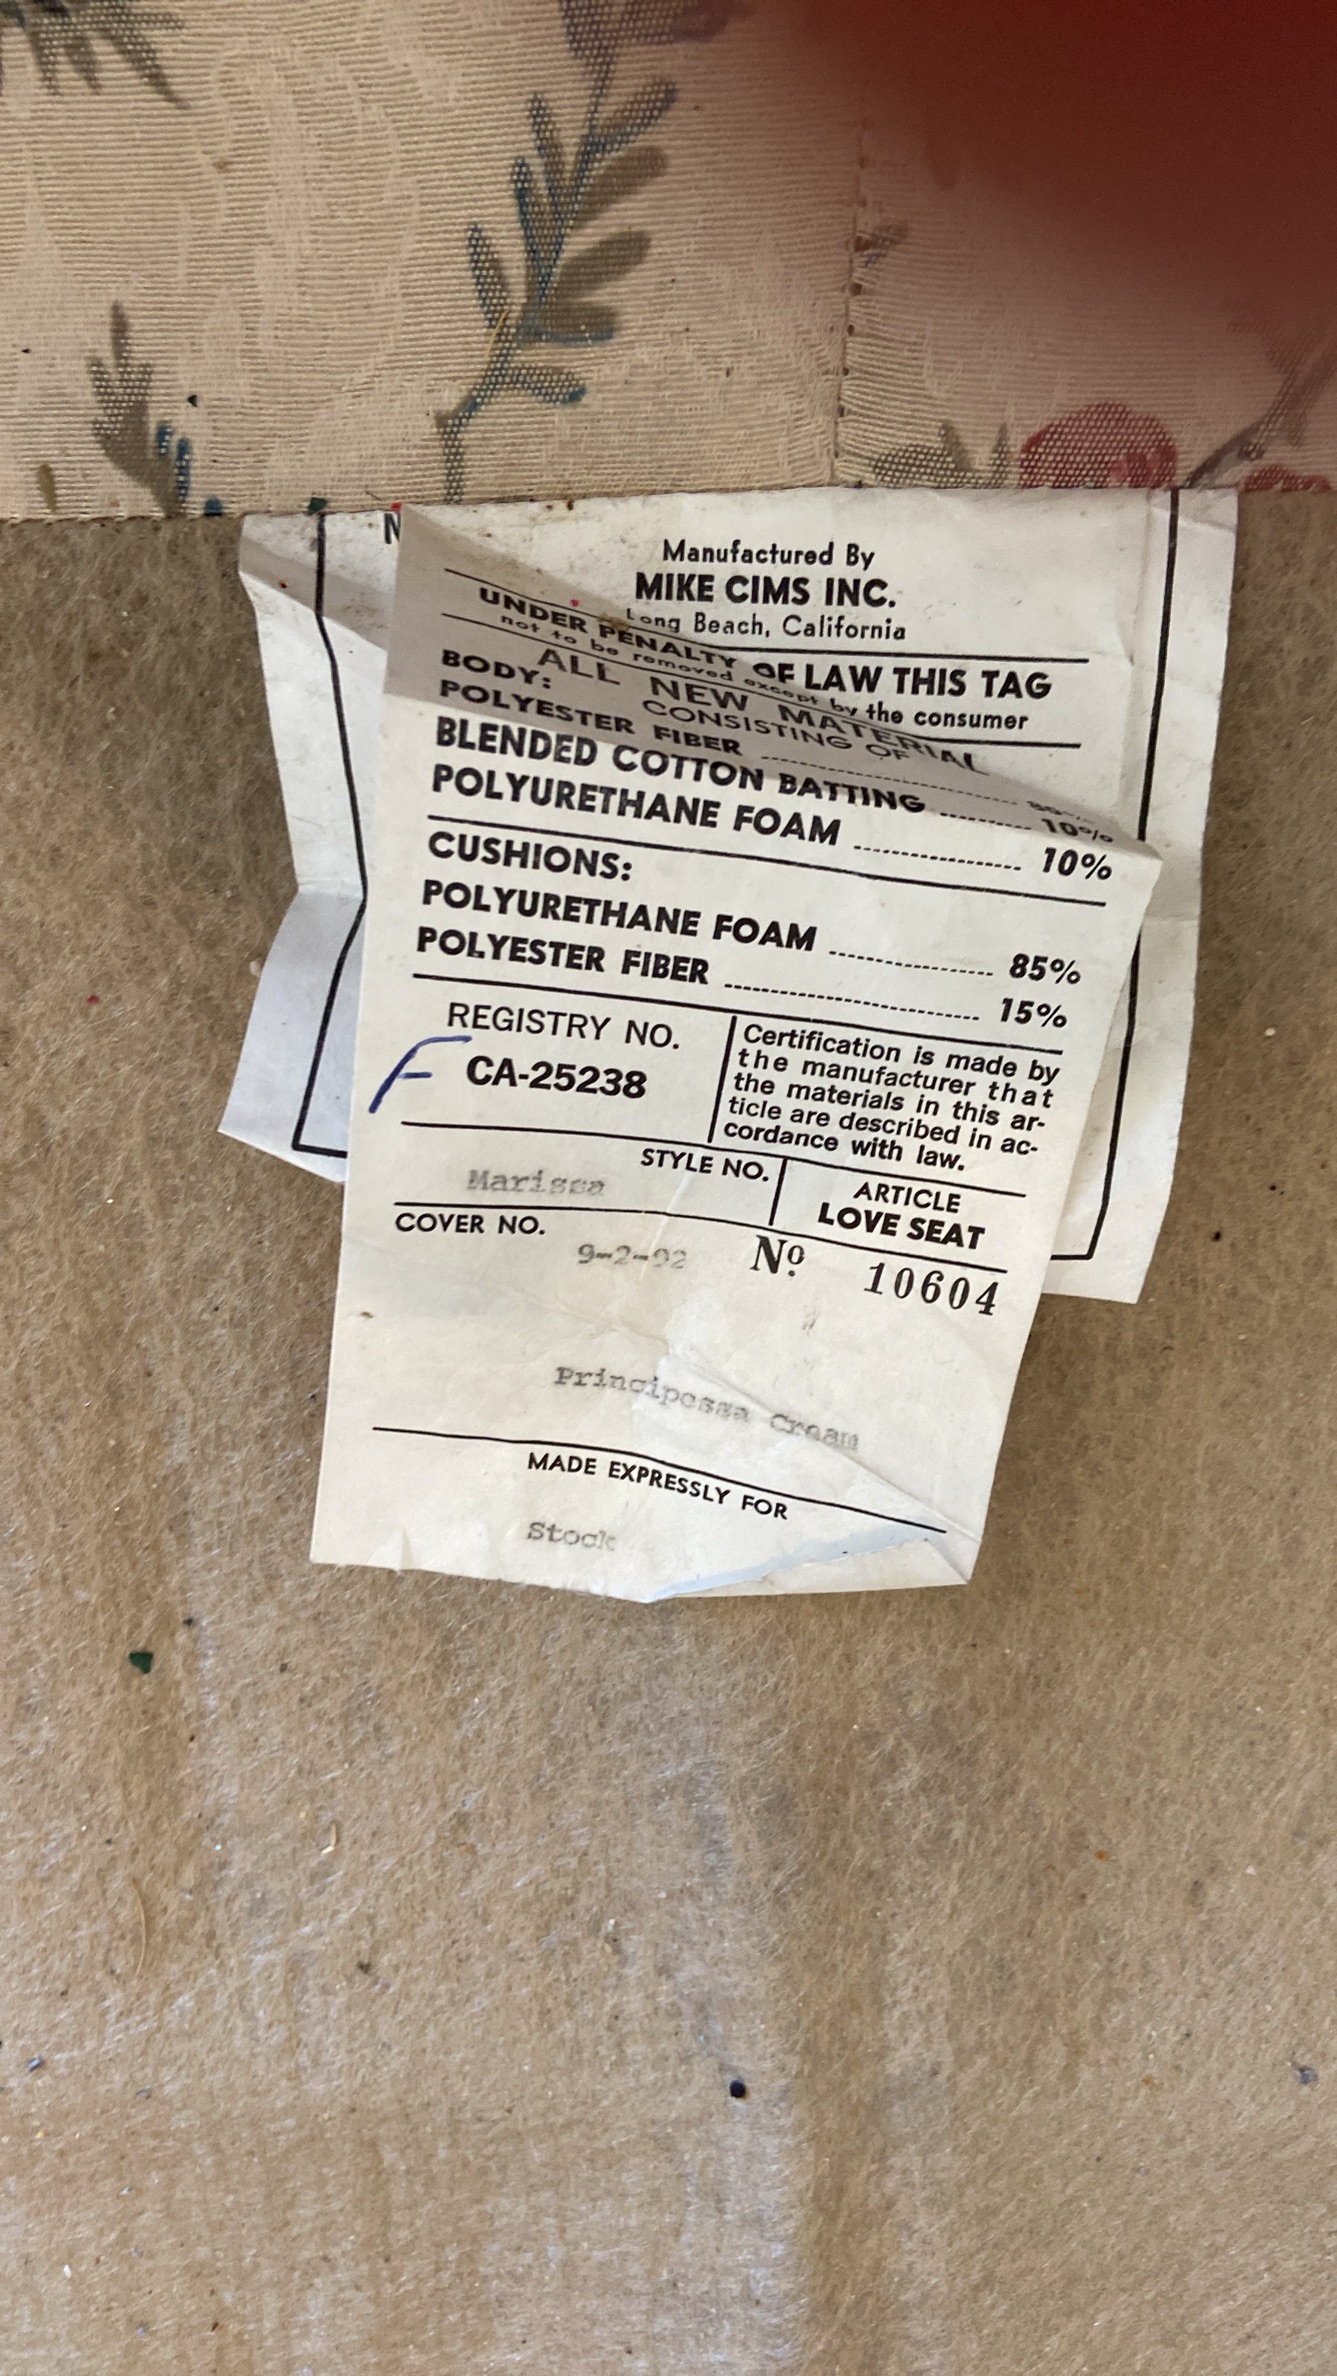 N
Manufactured By
MIKE CIMS INC.
Long Beach, California
UNDER PENALTY OF LAW THIS TAG
not to be removed except by the consumer
ALL NEW MATERIAL
CONSISTING OF
BODY:
POLYESTER FIBER 80%
BLENDED COTTON BATTING 10%
POLYURETHANE FOAM 10%
CUSHIONS:
POLYURETHANE FOAM 85%
POLYESTER FIBER 15%
REGISTRY NO.
F CA-25238
Certification is made by
the manufacturer that
the materials in this ar-
ticle are described in ac-
cordance with law.
STYLE NO.
Marissa
ARTICLE
LOVE SEAT
COVER NO.
9-2-92 Nº 10604
Principessa Cream
MADE EXPRESSLY FOR
Stock